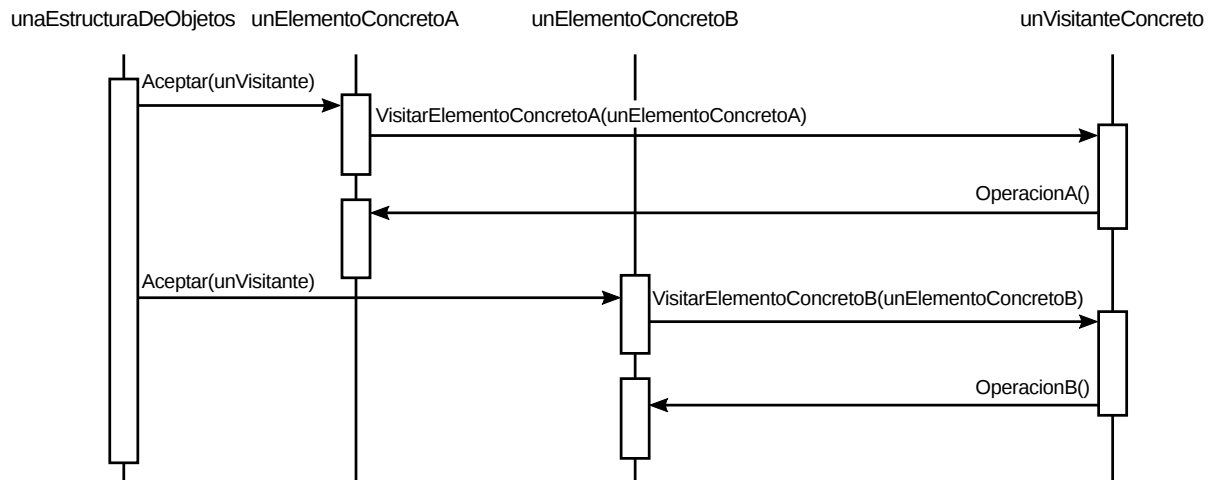 unaEstructuraDeObjetos
unElementoConcretoA
unElementoConcretoB
unVisitanteConcreto
Aceptar(unVisitante)
VisitarElementoConcretoA(unElementoConcretoA)
OperacionA()
Aceptar(unVisitante)
VisitarElementoConcretoB(unElementoConcretoB)
OperacionB()